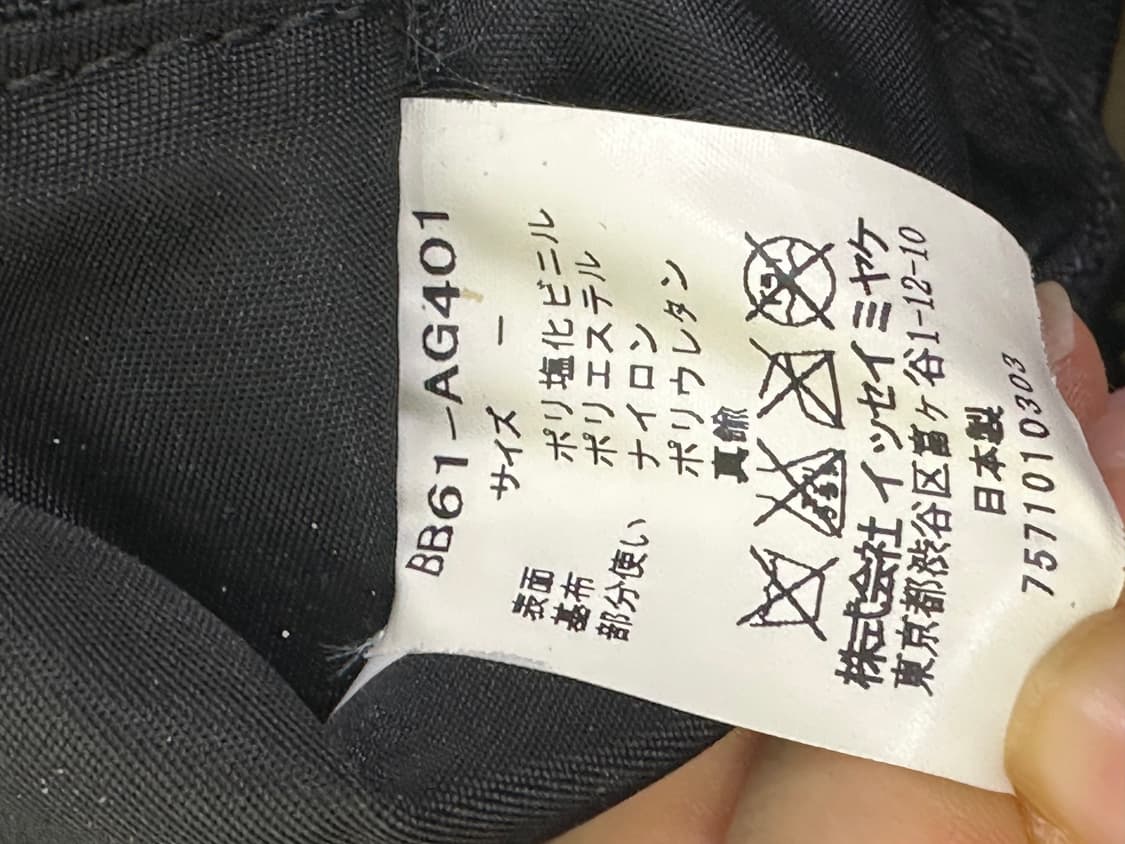 BB61-AG401
サイズ ー
表面 ポリ塩化ビニル
基布 ポリエステル
部分使い ナイロン
ポリウレタン
真鍮
株式会社 イッセイミヤケ
東京都渋谷区富ヶ谷1-12-10
日本製
7571010303